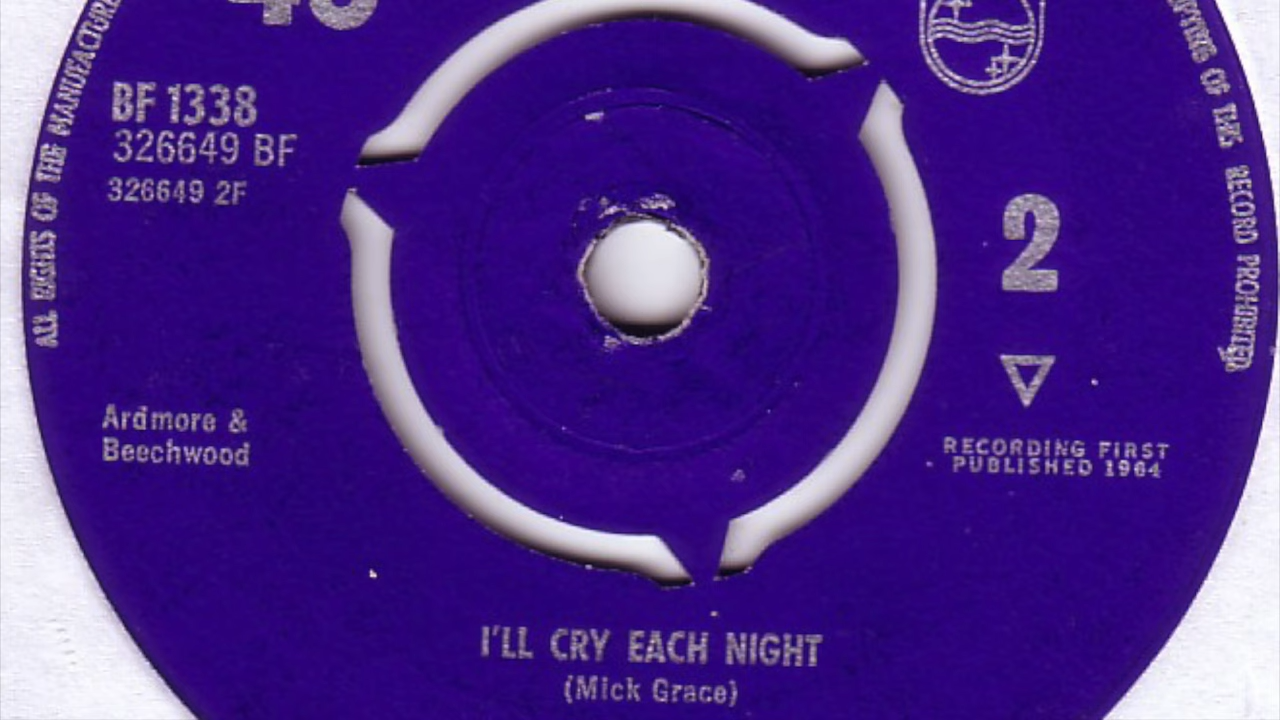 45
ALL RIGHTS OF THE MANUFACTURER
OF THE RECORD PROHIBITED
BF 1338
326649 BF
326649 2F
2
Ardmore &
Beechwood
RECORDING FIRST
PUBLISHED 1964
I'LL CRY EACH NIGHT
(Mick Grace)